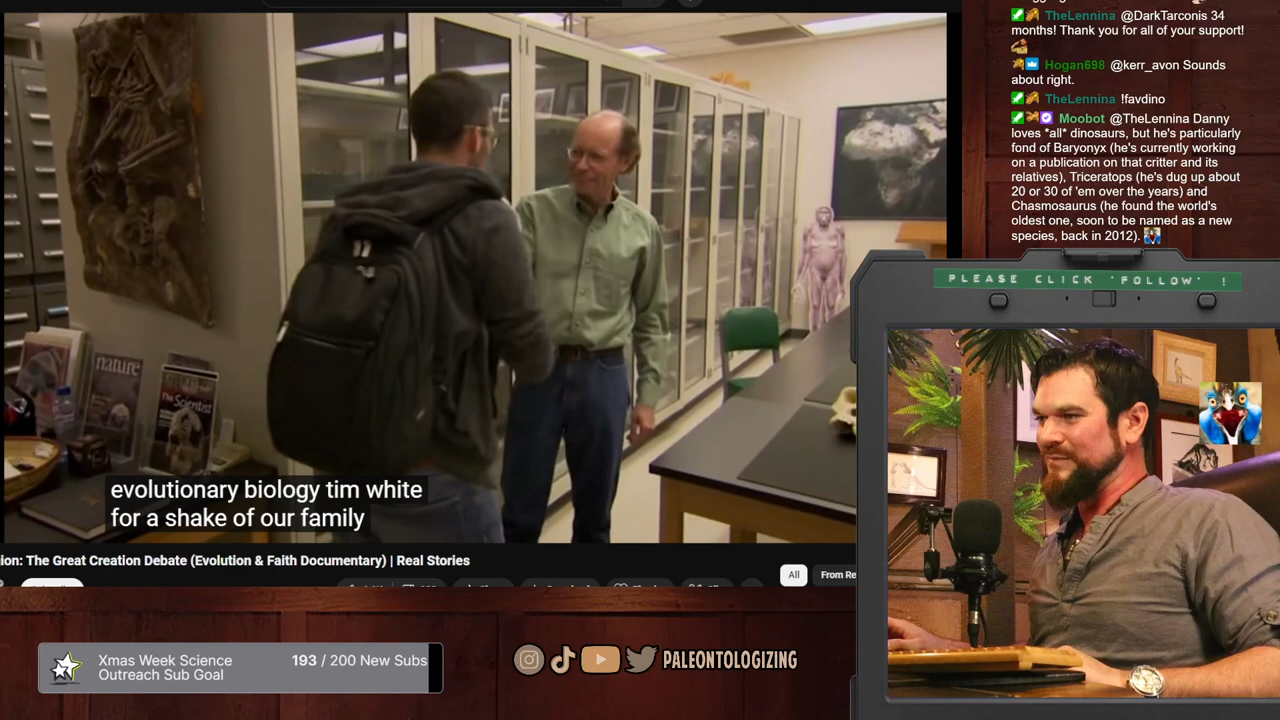 TheLennina @DarkTarconis 34
months! Thank you for all of your support!
Hogan698 @kerr_avon Sounds
about right.
TheLennina !favdino
Moobot @TheLennina Danny
loves *all* dinosaurs, but he's particularly
fond of Baryonyx (he's currently working
on a publication on that critter and its
relatives), Triceratops (he's dug up about
20 or 30 of 'em over the years) and
Chasmosaurus (he found the world's
oldest one, soon to be named as a new
species, back in 2012).
PLEASE CLICK "FOLLOW" !
nature
The Scientist
evolutionary biology tim white
for a shake of our family
ion: The Great Creation Debate (Evolution & Faith Documentary) | Real Stories
All
From Re
Xmas Week Science
Outreach Sub Goal
193 / 200 New Subs
PALEONTOLOGIZING